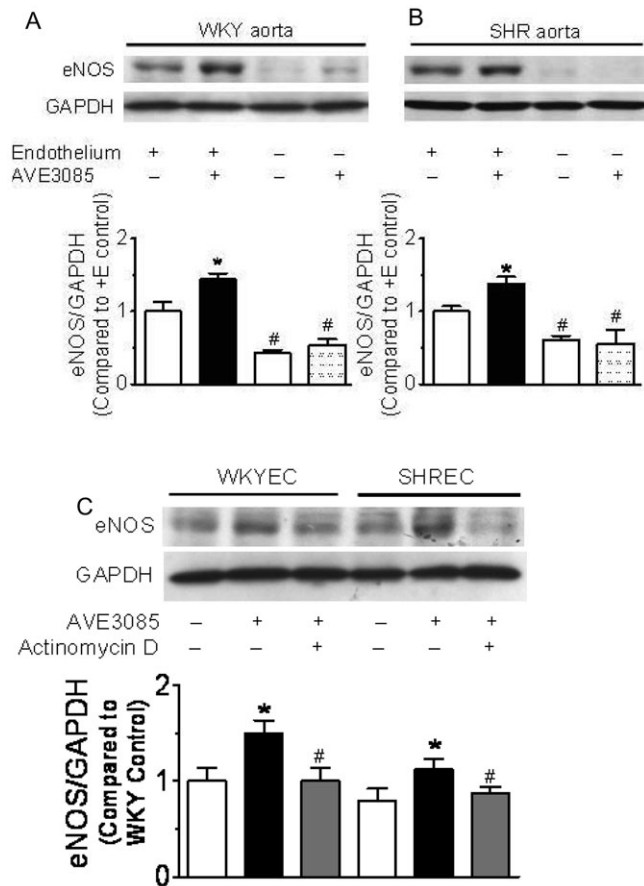 A
WKY aorta
eNOS
GAPDH
Endothelium + + – –
AVE3085 – + – +
eNOS/GAPDH
(Compared to +E control)
2
1
0
*
#
#
B
SHR aorta
+ + – –
– + – +
eNOS/GAPDH
(Compared to +E control)
2
1
0
*
#
#
C
WKYEC SHREC
eNOS
GAPDH
AVE3085 – + + – + +
Actinomycin D – – + – – +
eNOS/GAPDH
(Compared to
WKY Control)
2
1
0
*
#
*
#